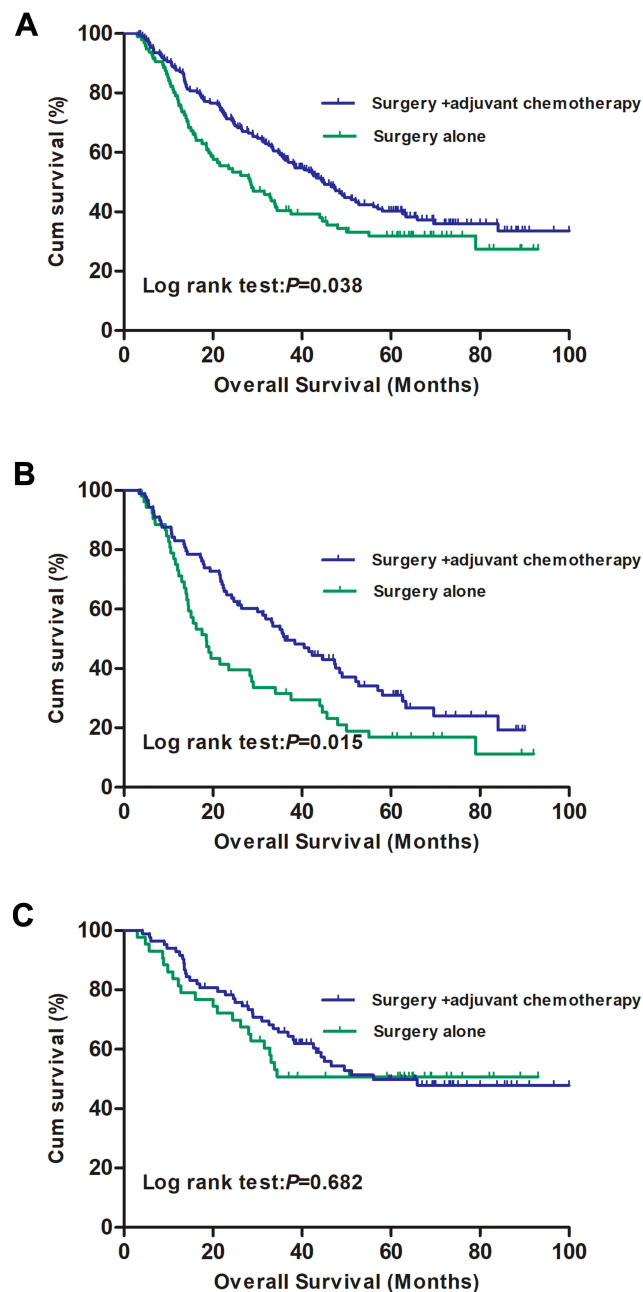 A
100
80
60
40
20
0
Cum survival (%)
Surgery +adjuvant chemotherapy
Surgery alone
Log rank test:P=0.038
0 20 40 60 80 100
Overall Survival (Months)
B
100
80
60
40
20
0
Cum survival (%)
Surgery +adjuvant chemotherapy
Surgery alone
Log rank test:P=0.015
0 20 40 60 80 100
Overall Survival (Months)
C
100
80
60
40
20
0
Cum survival (%)
Surgery +adjuvant chemotherapy
Surgery alone
Log rank test:P=0.682
0 20 40 60 80 100
Overall Survival (Months)